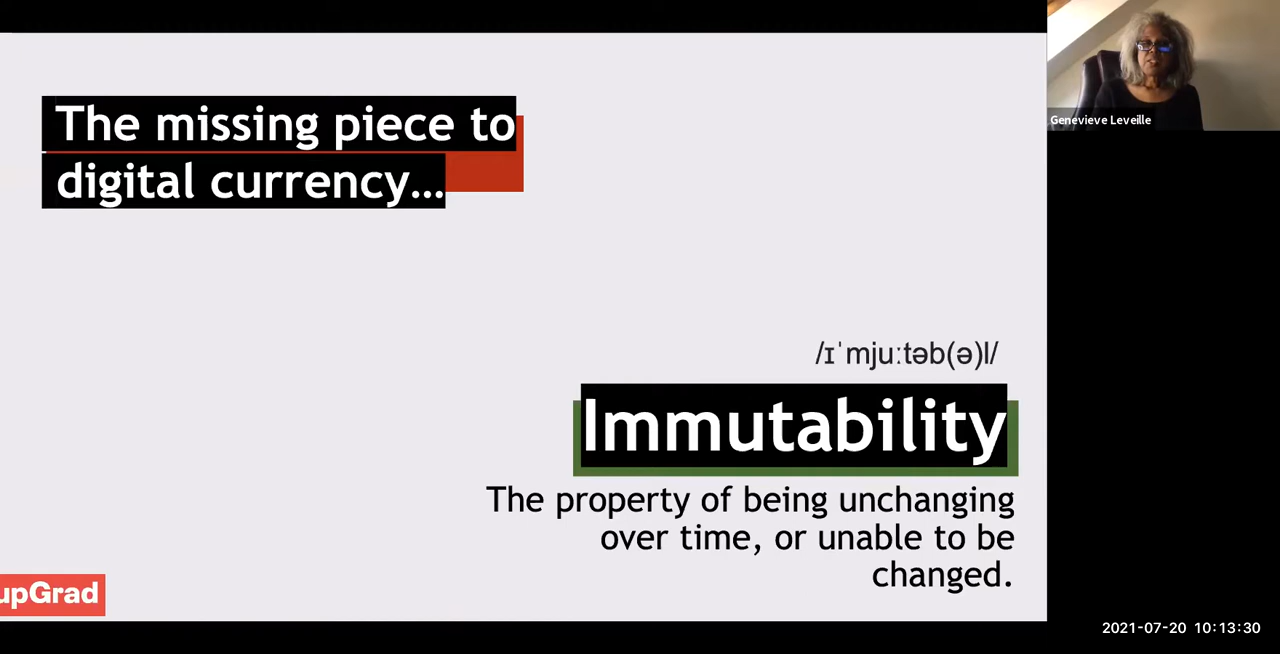 The missing piece to
digital currency...
Genevieve Leveille
/ɪˈmjuːtəb(ə)l/
Immutability
The property of being unchanging
over time, or unable to be
changed.
upGrad
2021-07-20 10:13:30